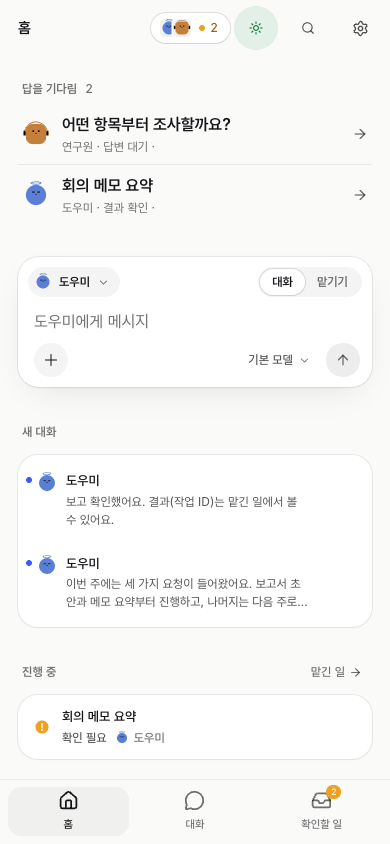 홈
2
답을 기다림 2
어떤 항목부터 조사할까요?
연구원 · 답변 대기 ·
회의 메모 요약
도우미 · 결과 확인 ·
도우미
대화 맡기기
도우미에게 메시지
기본 모델
새 대화
도우미
보고 확인했어요. 결과(작업 ID)는 맡긴 일에서 볼
수 있어요.
도우미
이번 주에는 세 가지 요청이 들어왔어요. 보고서 초
안과 메모 요약부터 진행하고, 나머지는 다음 주로...
진행 중 맡긴 일
회의 메모 요약
확인 필요 도우미
2
홈 대화 확인할 일